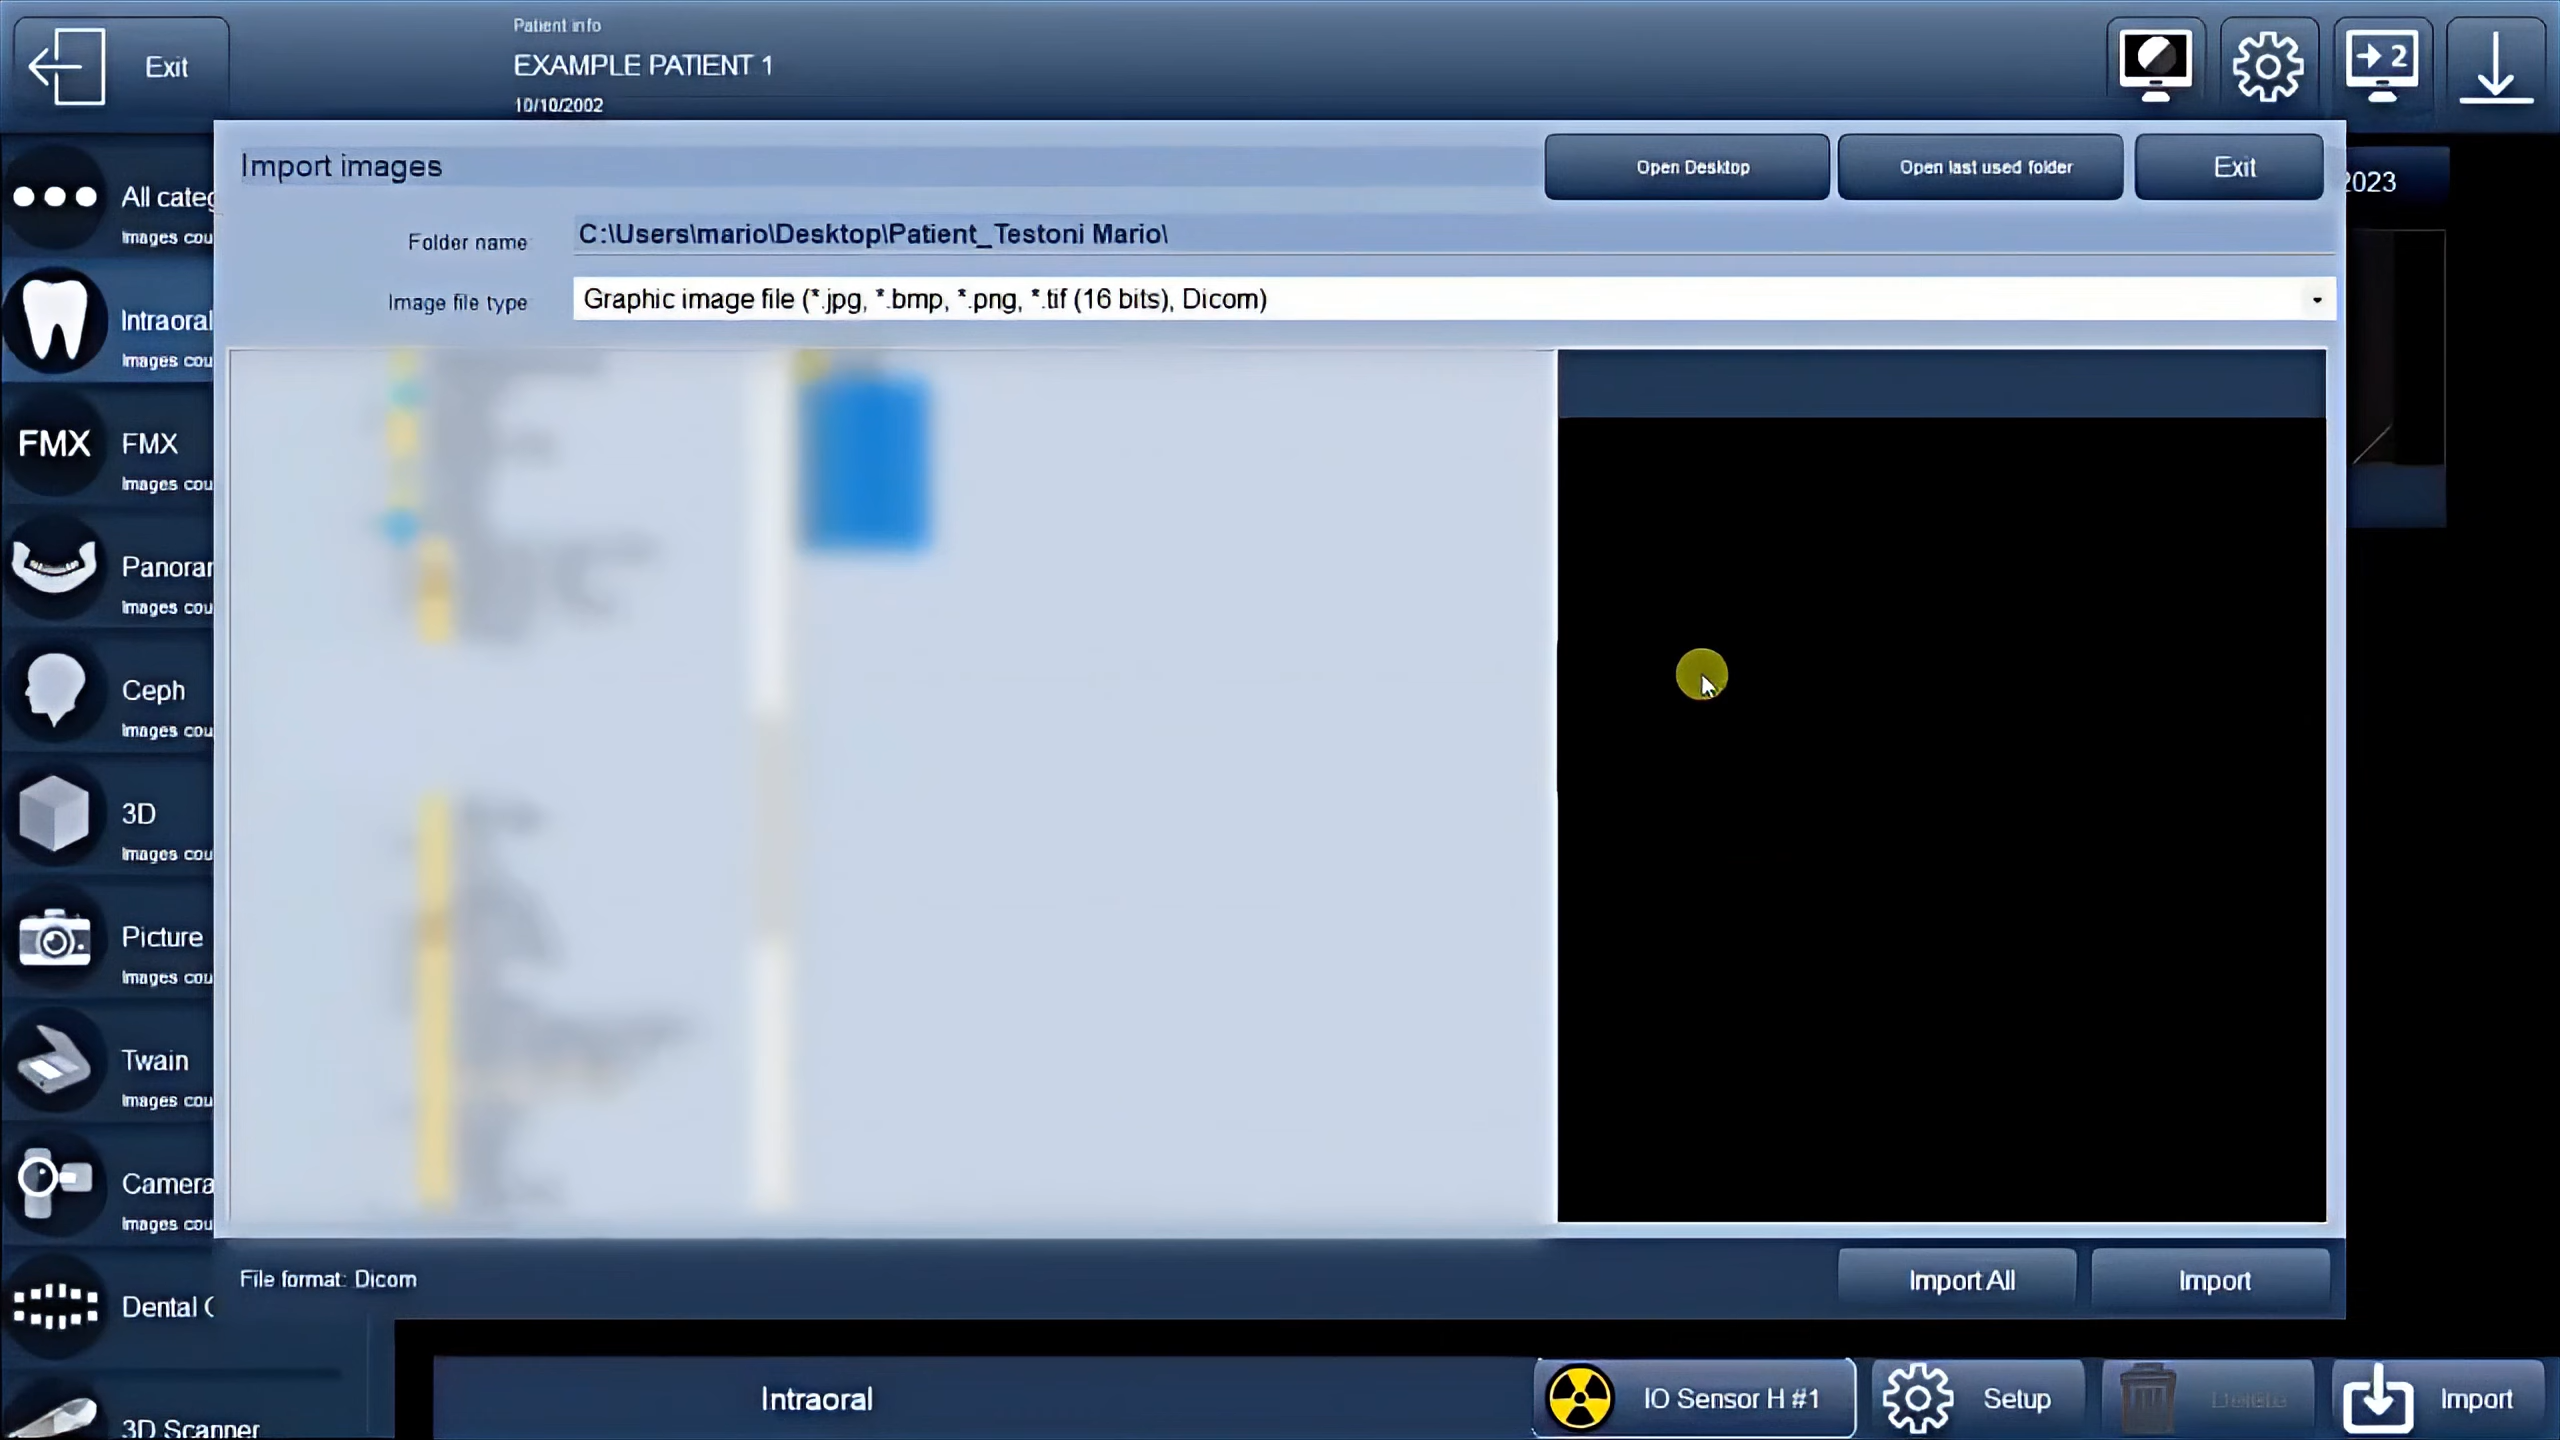 Exit
Patient info
EXAMPLE PATIENT 1
10/10/2002
2
Import images
Open Desktop
Open last used folder
Exit
2023
Folder name
C:\Users\mario\Desktop\Patient_Testoni Mario\
Image file type
Graphic image file (*.jpg, *.bmp, *.png, *.tif (16 bits), Dicom)
All categ
Images cou
Intraoral
Images cou
FMX
FMX
Images cou
Panorar
Images cou
Ceph
Images cou
3D
Images cou
Picture
Images cou
Twain
Images cou
Camera
Images cou
Dental C
3D Scanner
File format: Dicom
Import All
Import
Intraoral
IO Sensor H #1
Setup
Delete
Import